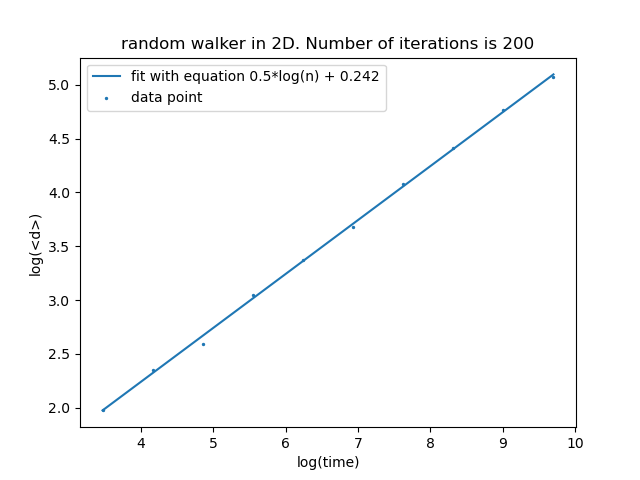 random walker in 2D. Number of iterations is 200
fit with equation 0.5*log(n) + 0.242
data point
log(<d>)
5.0
4.5
4.0
3.5
3.0
2.5
2.0
4 5 6 7 8 9 10
log(time)